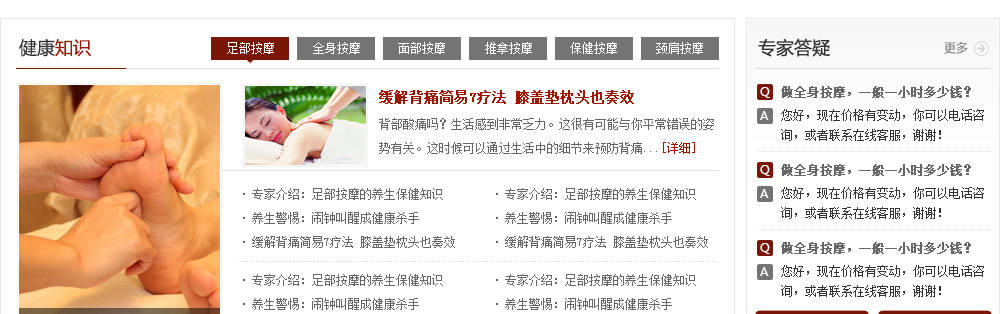 健康知识
足部按摩 全身按摩 面部按摩 推拿按摩 保健按摩 颈肩按摩
缓解背痛简易7疗法 膝盖垫枕头也奏效
背部酸痛吗？生活感到非常乏力。这很有可能与你平常错误的姿
势有关。这时候可以通过生活中的细节来预防背痛...[详细]
· 专家介绍：足部按摩的养生保健知识
· 养生警惕：闹钟叫醒成健康杀手
· 缓解背痛简易7疗法 膝盖垫枕头也奏效
· 专家介绍：足部按摩的养生保健知识
· 养生警惕：闹钟叫醒成健康杀手
· 缓解背痛简易7疗法 膝盖垫枕头也奏效
· 专家介绍：足部按摩的养生保健知识
· 养生警惕：闹钟叫醒成健康杀手
· 专家介绍：足部按摩的养生保健知识
· 养生警惕：闹钟叫醒成健康杀手
专家答疑 更多
Q 做全身按摩，一般一小时多少钱？
A 您好，现在价格有变动，你可以电话咨
询，或者联系在线客服，谢谢！
Q 做全身按摩，一般一小时多少钱？
A 您好，现在价格有变动，你可以电话咨
询，或者联系在线客服，谢谢！
Q 做全身按摩，一般一小时多少钱？
A 您好，现在价格有变动，你可以电话咨
询，或者联系在线客服，谢谢！